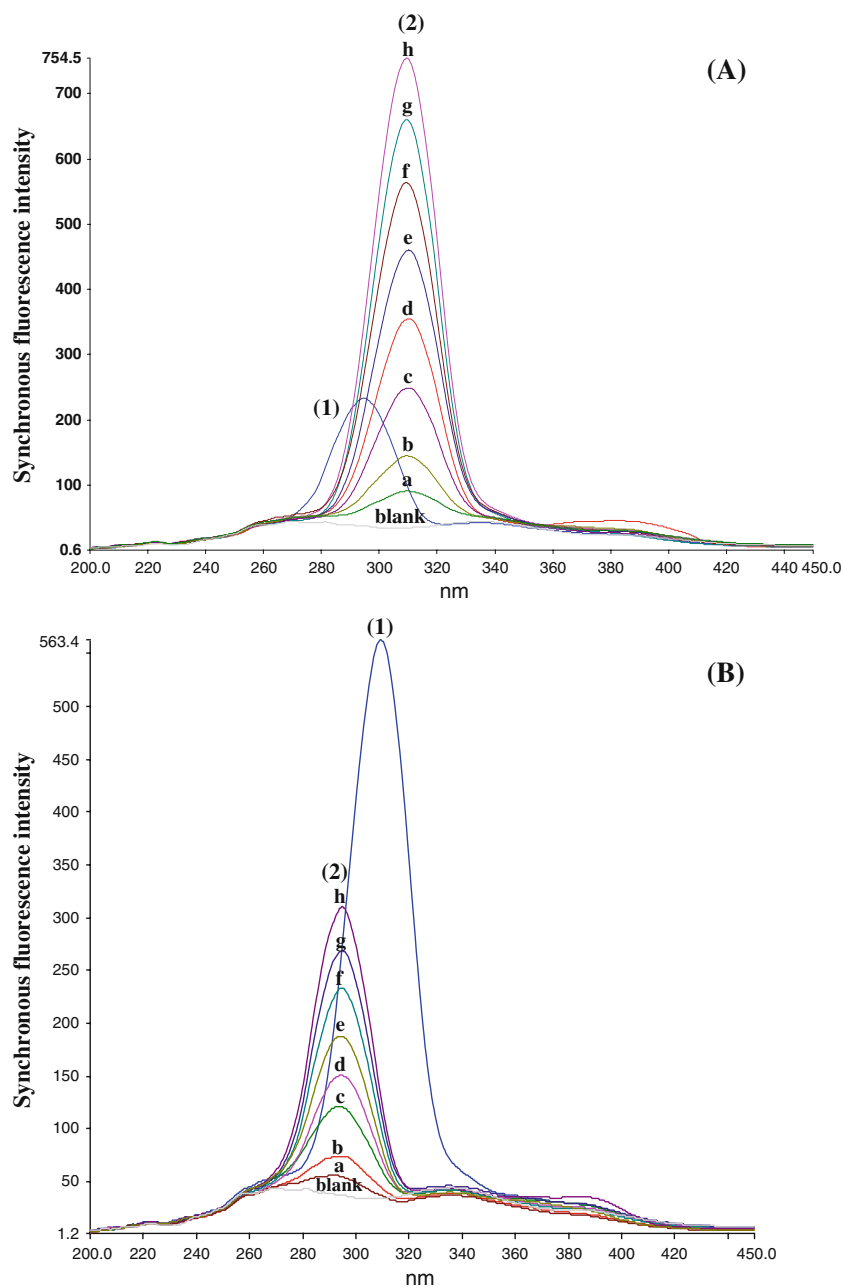 (2)
h
(A)
754.5
700
g
600
f
500
e
400
d
300
c
(1)
200
b
a
100
blank
0.6
200.0 220 240 260 280 300 320 340 360 380 400 420 440 450.0
nm
Synchronous fluorescence intensity
(1)
563.4
(B)
500
450
400
350
(2)
h
300
g
250
f
200
e
d
150
c
100
b
a
50
blank
1.2
200.0 220 240 260 280 300 320 340 360 380 400 420 450.0
nm
Synchronous fluorescence intensity